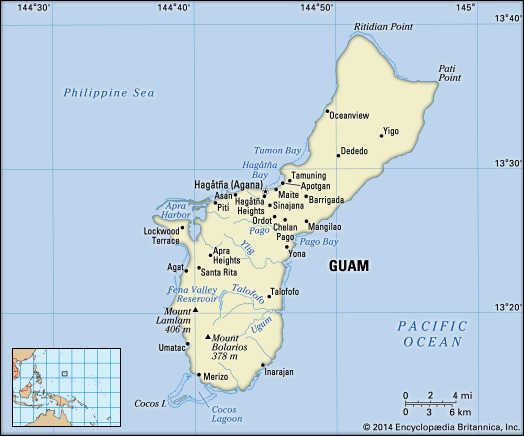 144°30'
144°40'
144°50'
145°
13°40'
Ritidian Point
Pati
Point
Philippine Sea
Oceanview
Yigo
Dededo
Tumon Bay
Hagåtña
Bay
13°30'
Tamuning
Apotgan
Hagåtña (Agana)
Asan
Maite
Barrigada
Piti
Hagåtña
Heights
Sinajana
Apra
Harbor
Ordot
Chelan
Pago
Mangilao
Pago
Pago Bay
Lockwood
Terrace
Ylig
Yona
Apra
Heights
GUAM
Agat
Santa Rita
Fena Valley
Reservoir
Talofofo
Talofofo
Mount
Lamlam
406 m
13°20'
Ugum
PACIFIC
OCEAN
Umatac
Mount
Bolarios
378 m
Merizo
Inarajan
Cocos I.
Cocos
Lagoon
0 2 4 mi
0 3 6 km
© 2014 Encyclopædia Britannica, Inc.